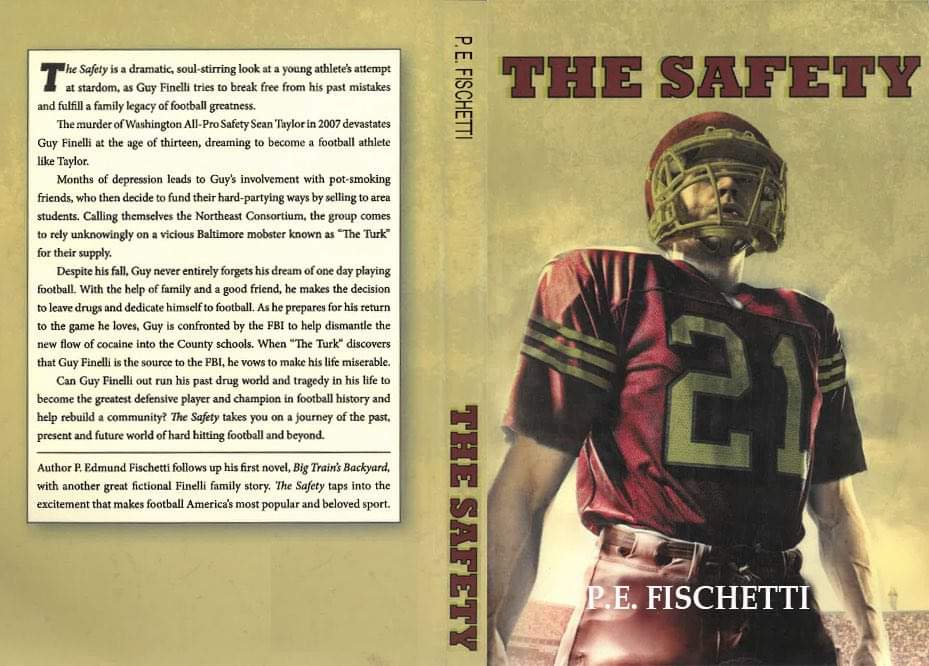 The Safety is a dramatic, soul-stirring look at a young athlete's attempt
at stardom, as Guy Finelli tries to break free from his past mistakes
and fulfill a family legacy of football greatness.
The murder of Washington All-Pro Safety Sean Taylor in 2007 devastates
Guy Finelli at the age of thirteen, dreaming to become a football athlete
like Taylor.
Months of depression leads to Guy's involvement with pot-smoking
friends, who then decide to fund their hard-partying ways by selling to area
students. Calling themselves the Northeast Consortium, the group comes
to rely unknowingly on a vicious Baltimore mobster known as "The Turk"
for their supply.
Despite his fall, Guy never entirely forgets his dream of one day playing
football. With the help of family and a good friend, he makes the decision
to leave drugs and dedicate himself to football. As he prepares for his return
to the game he loves, Guy is confronted by the FBI to help dismantle the
new flow of cocaine into the County schools. When "The Turk" discovers
that Guy Finelli is the source to the FBI, he vows to make his life miserable.
Can Guy Finelli out run his past drug world and tragedy in his life to
become the greatest defensive player and champion in football history and
help rebuild a community? The Safety takes you on a journey of the past,
present and future world of hard hitting football and beyond.
Author P. Edmund Fischetti follows up his first novel, Big Train's Backyard,
with another great fictional Finelli family story. The Safety taps into the
excitement that makes football America's most popular and beloved sport.
P. E. FISCHETTI
THE SAFETY
THE SAFETY
21
P.E. FISCHETTI